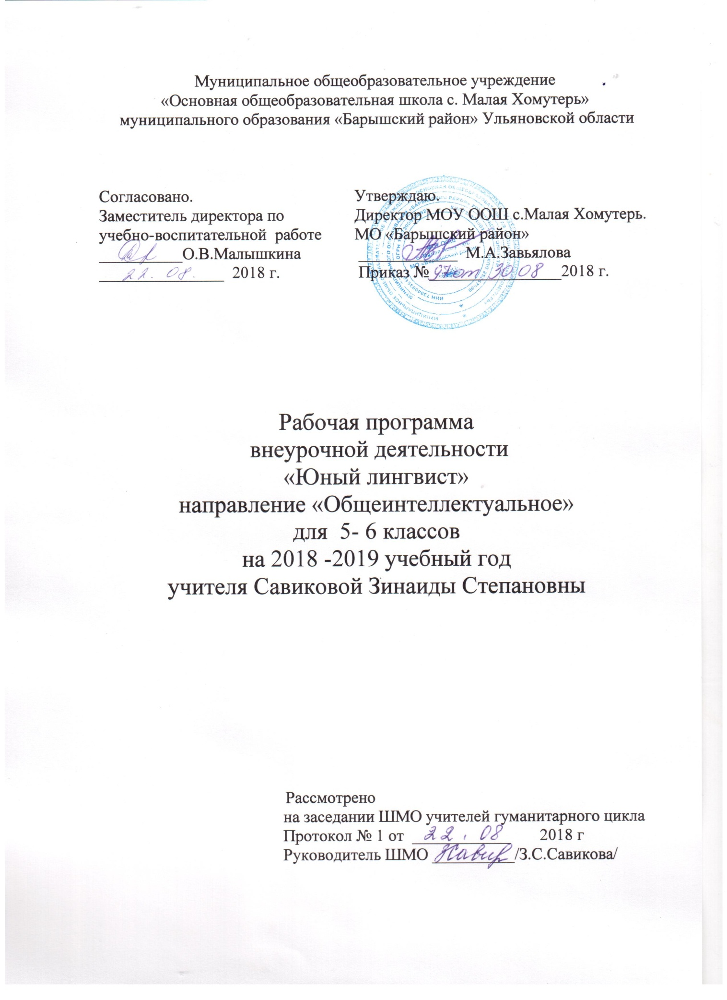 Муниципальное общеобразовательное учреждение
«Основная общеобразовательная школа с. Малая Хомутерь»
муниципального образования «Барышский район» Ульяновской области
Согласовано.
Заместитель директора по
учебно-воспитательной работе
___________О.В.Малышкина
22. 08. 2018 г.
Утверждаю.
Директор МОУ ООШ с.Малая Хомутерь.
МО «Барышский район»
_____________ М.А.Завьялова
Приказ № 97 от 30 08 2018 г.
Рабочая программа
внеурочной деятельности
«Юный лингвист»
направление «Общеинтеллектуальное»
для 5- 6 классов
на 2018 -2019 учебный год
учителя Савиковой Зинаиды Степановны
Рассмотрено
на заседании ШМО учителей гуманитарного цикла
Протокол № 1 от 22. 08 2018 г
Руководитель ШМО ___________/З.С.Савикова/